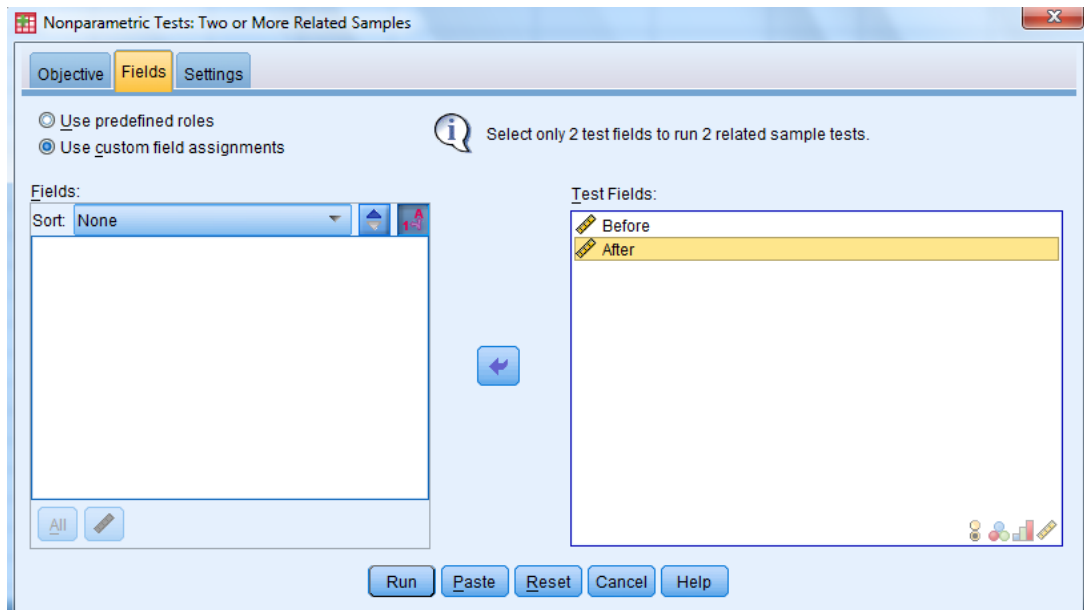 Nonparametric Tests: Two or More Related Samples
Objective Fields Settings
Use predefined roles
Use custom field assignments
Select only 2 test fields to run 2 related sample tests.
Fields:
Sort: None
Test Fields:
Before
After
All
Run Paste Reset Cancel Help